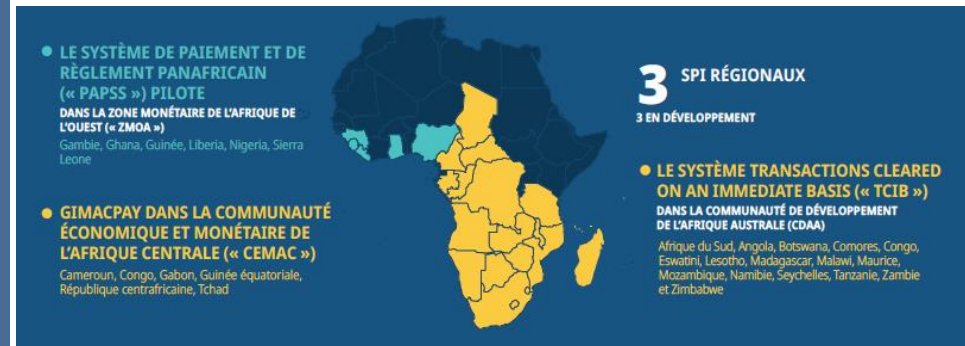 LE SYSTÈME DE PAIEMENT ET DE
RÈGLEMENT PANAFRICAIN
(« PAPSS ») PILOTE
DANS LA ZONE MONÉTAIRE DE L'AFRIQUE DE
L'OUEST (« ZMOA »)
Gambie, Ghana, Guinée, Liberia, Nigeria, Sierra
Leone
GIMACPAY DANS LA COMMUNAUTÉ
ÉCONOMIQUE ET MONÉTAIRE DE
L'AFRIQUE CENTRALE (« CEMAC »)
Cameroun, Congo, Gabon, Guinée équatoriale,
République centrafricaine, Tchad
3 SPI RÉGIONAUX
3 EN DÉVELOPPEMENT
LE SYSTÈME TRANSACTIONS CLEARED
ON AN IMMEDIATE BASIS (« TCIB »)
DANS LA COMMUNAUTÉ DE DÉVELOPPEMENT
DE L'AFRIQUE AUSTRALE (CDAA)
Afrique du Sud, Angola, Botswana, Comores, Congo,
Eswatini, Lesotho, Madagascar, Malawi, Maurice,
Mozambique, Namibie, Seychelles, Tanzanie, Zambie
et Zimbabwe